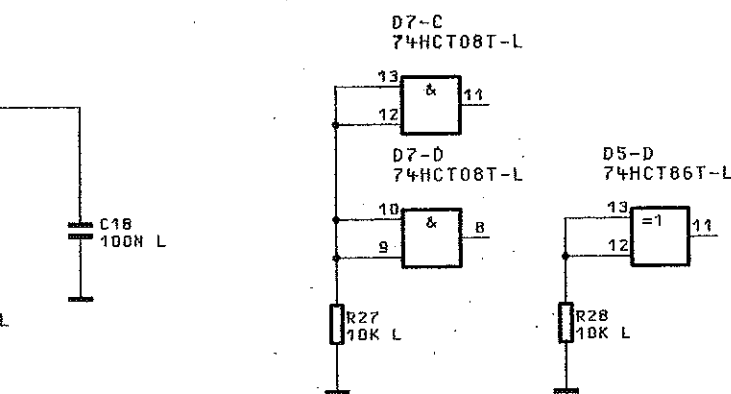 D7-C
74HCT08T-L
13
&
11
12
D7-D
74HCT08T-L
10
&
8
9
D5-D
74HCT86T-L
13
=1
11
12
C18
100N L
L
R27
10K L
R28
10K L